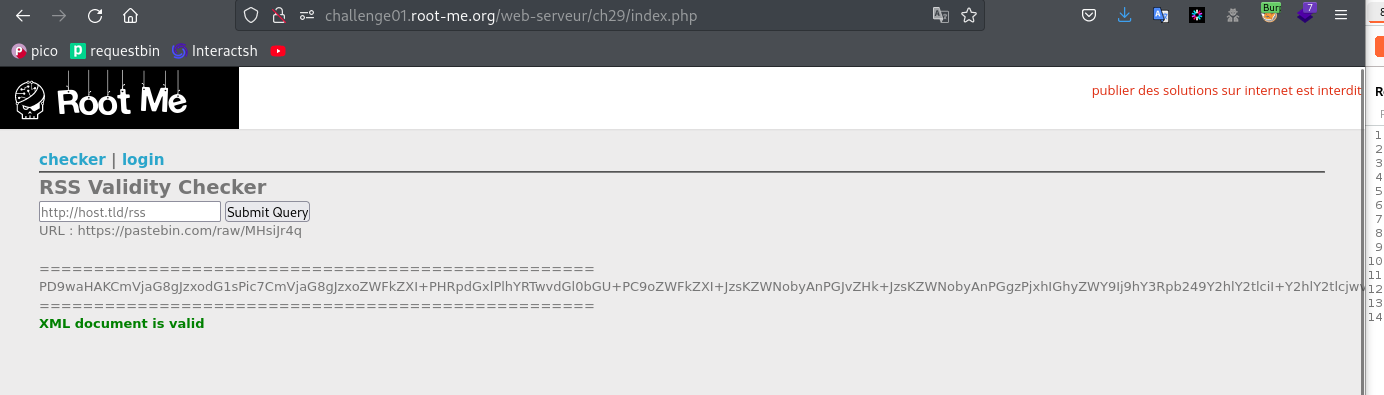 challenge01.root-me.org/web-serveur/ch29/index.php
Burp
7
pico
requestbin
Interactsh
Root Me
publier des solutions sur internet est interdit
checker | login
RSS Validity Checker
http://host.tld/rss
Submit Query
URL : https://pastebin.com/raw/MHsiJr4q
===================================================
PD9waHAKCmVjaG8gJzxodG1sPic7CmVjaG8gJzxoZWFkZXI+PHRpdGxlPlhYRTwvdGl0bGU+PC9oZWFkZXI+JzsKZWNobyAnPGJvZHk+JzsKZWNobyAnPGgzPjxhIGhyZWY9Ij9hY3Rpb249Y2hlY2tlciI+Y2hlY2tlcjwv
===================================================
XML document is valid
1
2
3
4
5
6
7
8
9
10
11
12
13
14